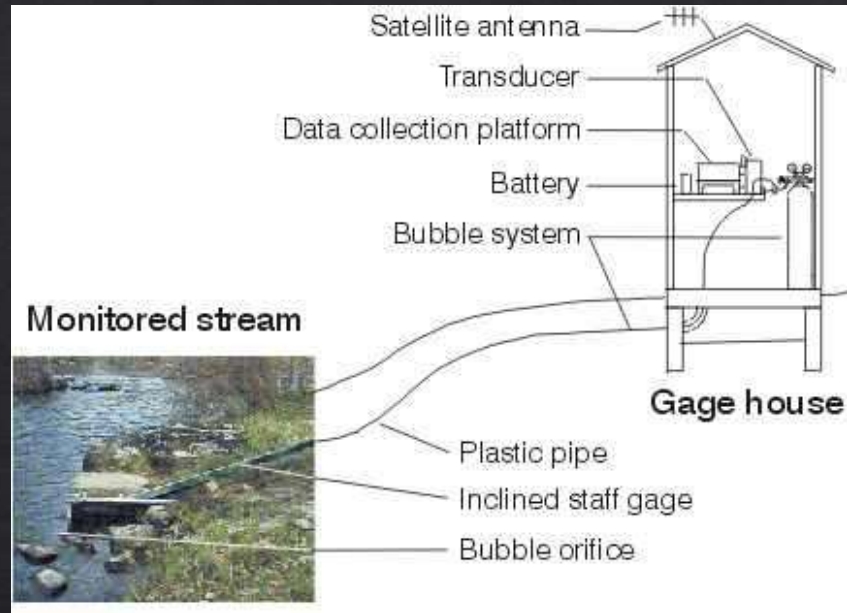 Satellite antenna
Transducer
Data collection platform
Battery
Bubble system
Monitored stream
Gage house
Plastic pipe
Inclined staff gage
Bubble orifice